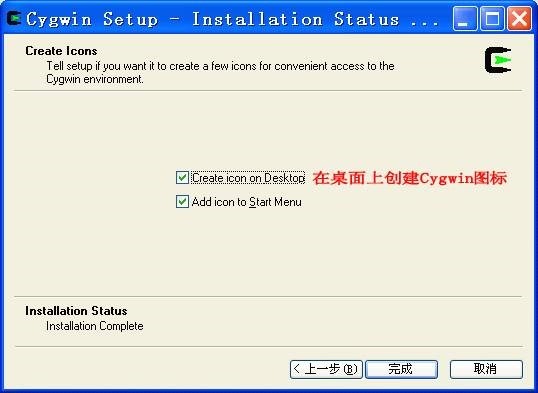 Cygwin Setup - Installation Status ...
Create Icons
Tell setup if you want it to create a few icons for convenient access to the
Cygwin environment.
Create icon on Desktop 在桌面上创建Cygwin图标
Add icon to Start Menu
Installation Status
Installation Complete
< 上一步(B) 完成 取消